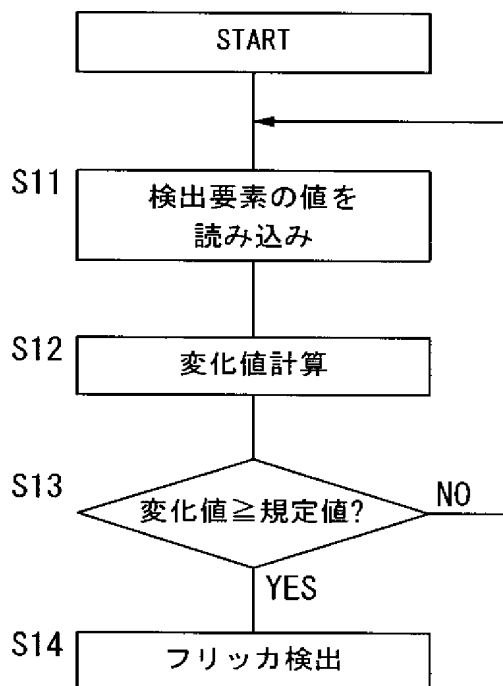 START
S11
検出要素の値を
読み込み
S12
変化値計算
S13
変化値≧規定値?
NO
YES
S14
フリッカ検出